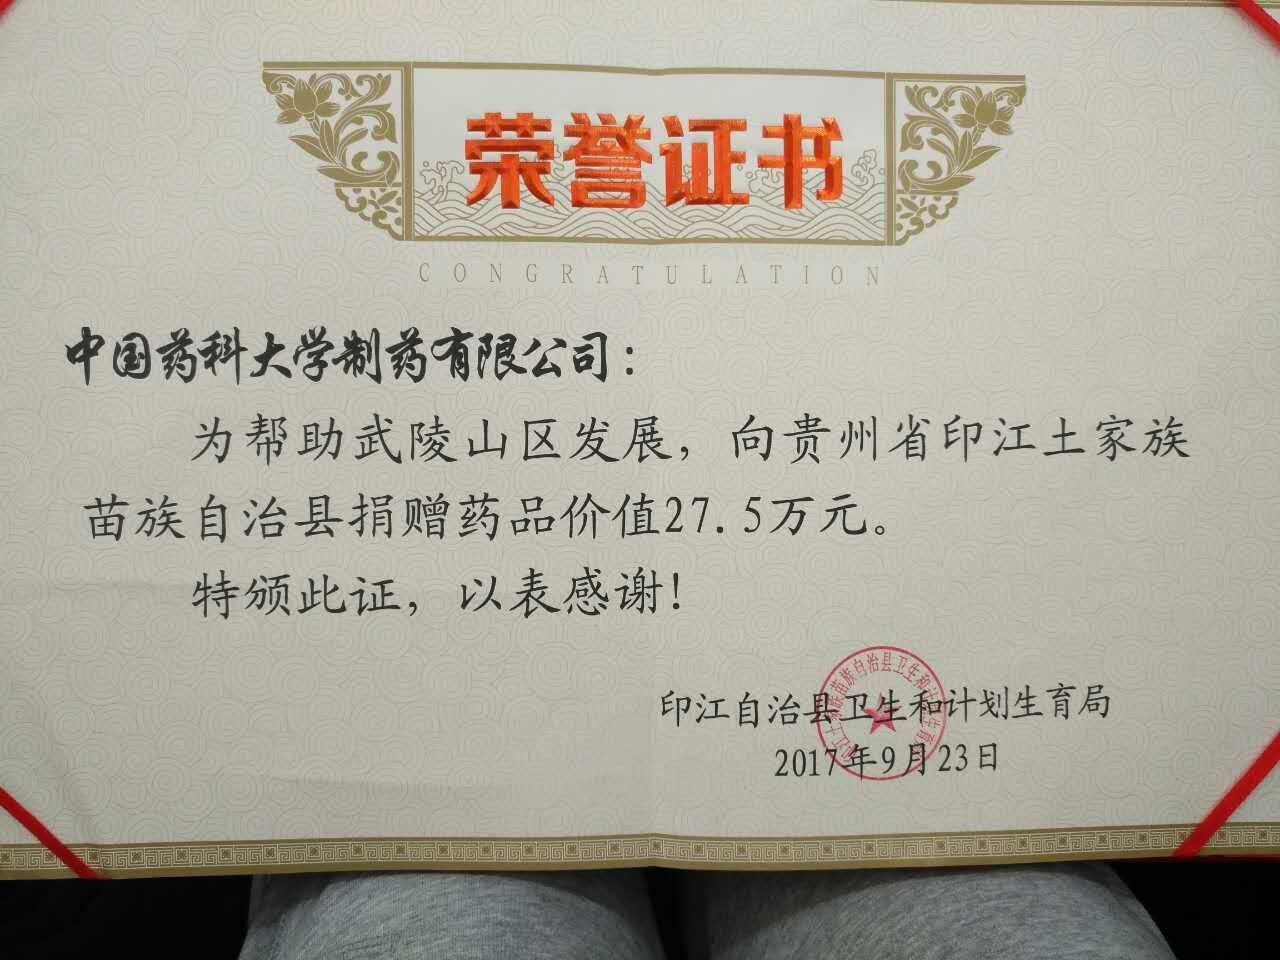 荣誉证书
CONGRATULATION
中国药科大学制药有限公司：
为帮助武陵山区发展，向贵州省印江土家族
苗族自治县捐赠药品价值27.5万元。
特颁此证，以表感谢！
印江自治县卫生和计划生育局
2017年9月23日